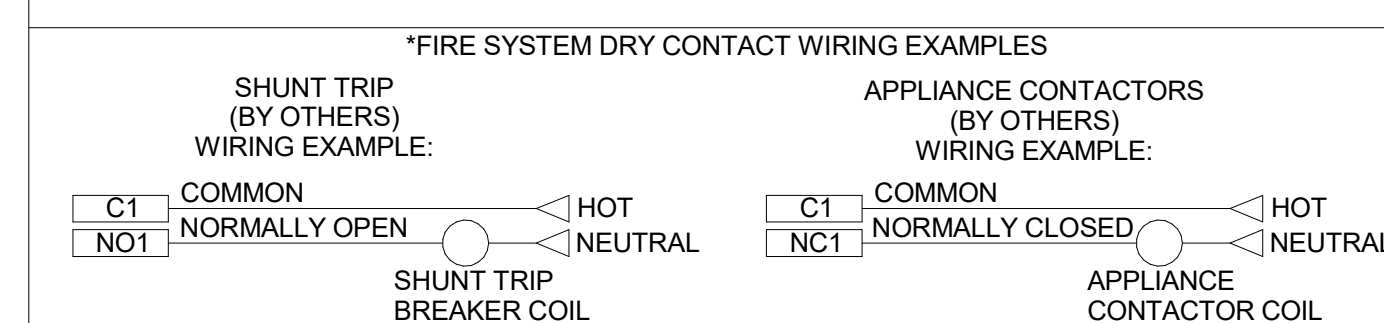 *FIRE SYSTEM DRY CONTACT WIRING EXAMPLES
SHUNT TRIP
(BY OTHERS)
WIRING EXAMPLE:
C1 COMMON HOT
NO1 NORMALLY OPEN NEUTRAL
SHUNT TRIP
BREAKER COIL
APPLIANCE CONTACTORS
(BY OTHERS)
WIRING EXAMPLE:
C1 COMMON HOT
NC1 NORMALLY CLOSED NEUTRAL
APPLIANCE
CONTACTOR COIL